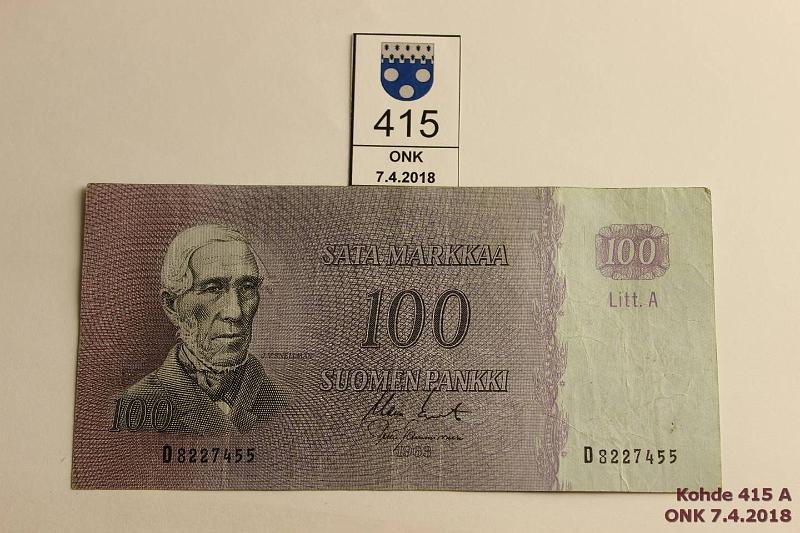 415
ONK
7.4.2018
SATA MARKKAA
100
Litt. A
100
SUOMEN PANKKI
100
1963
D8227455
D8227455
Kohde 415 A
ONK 7.4.2018